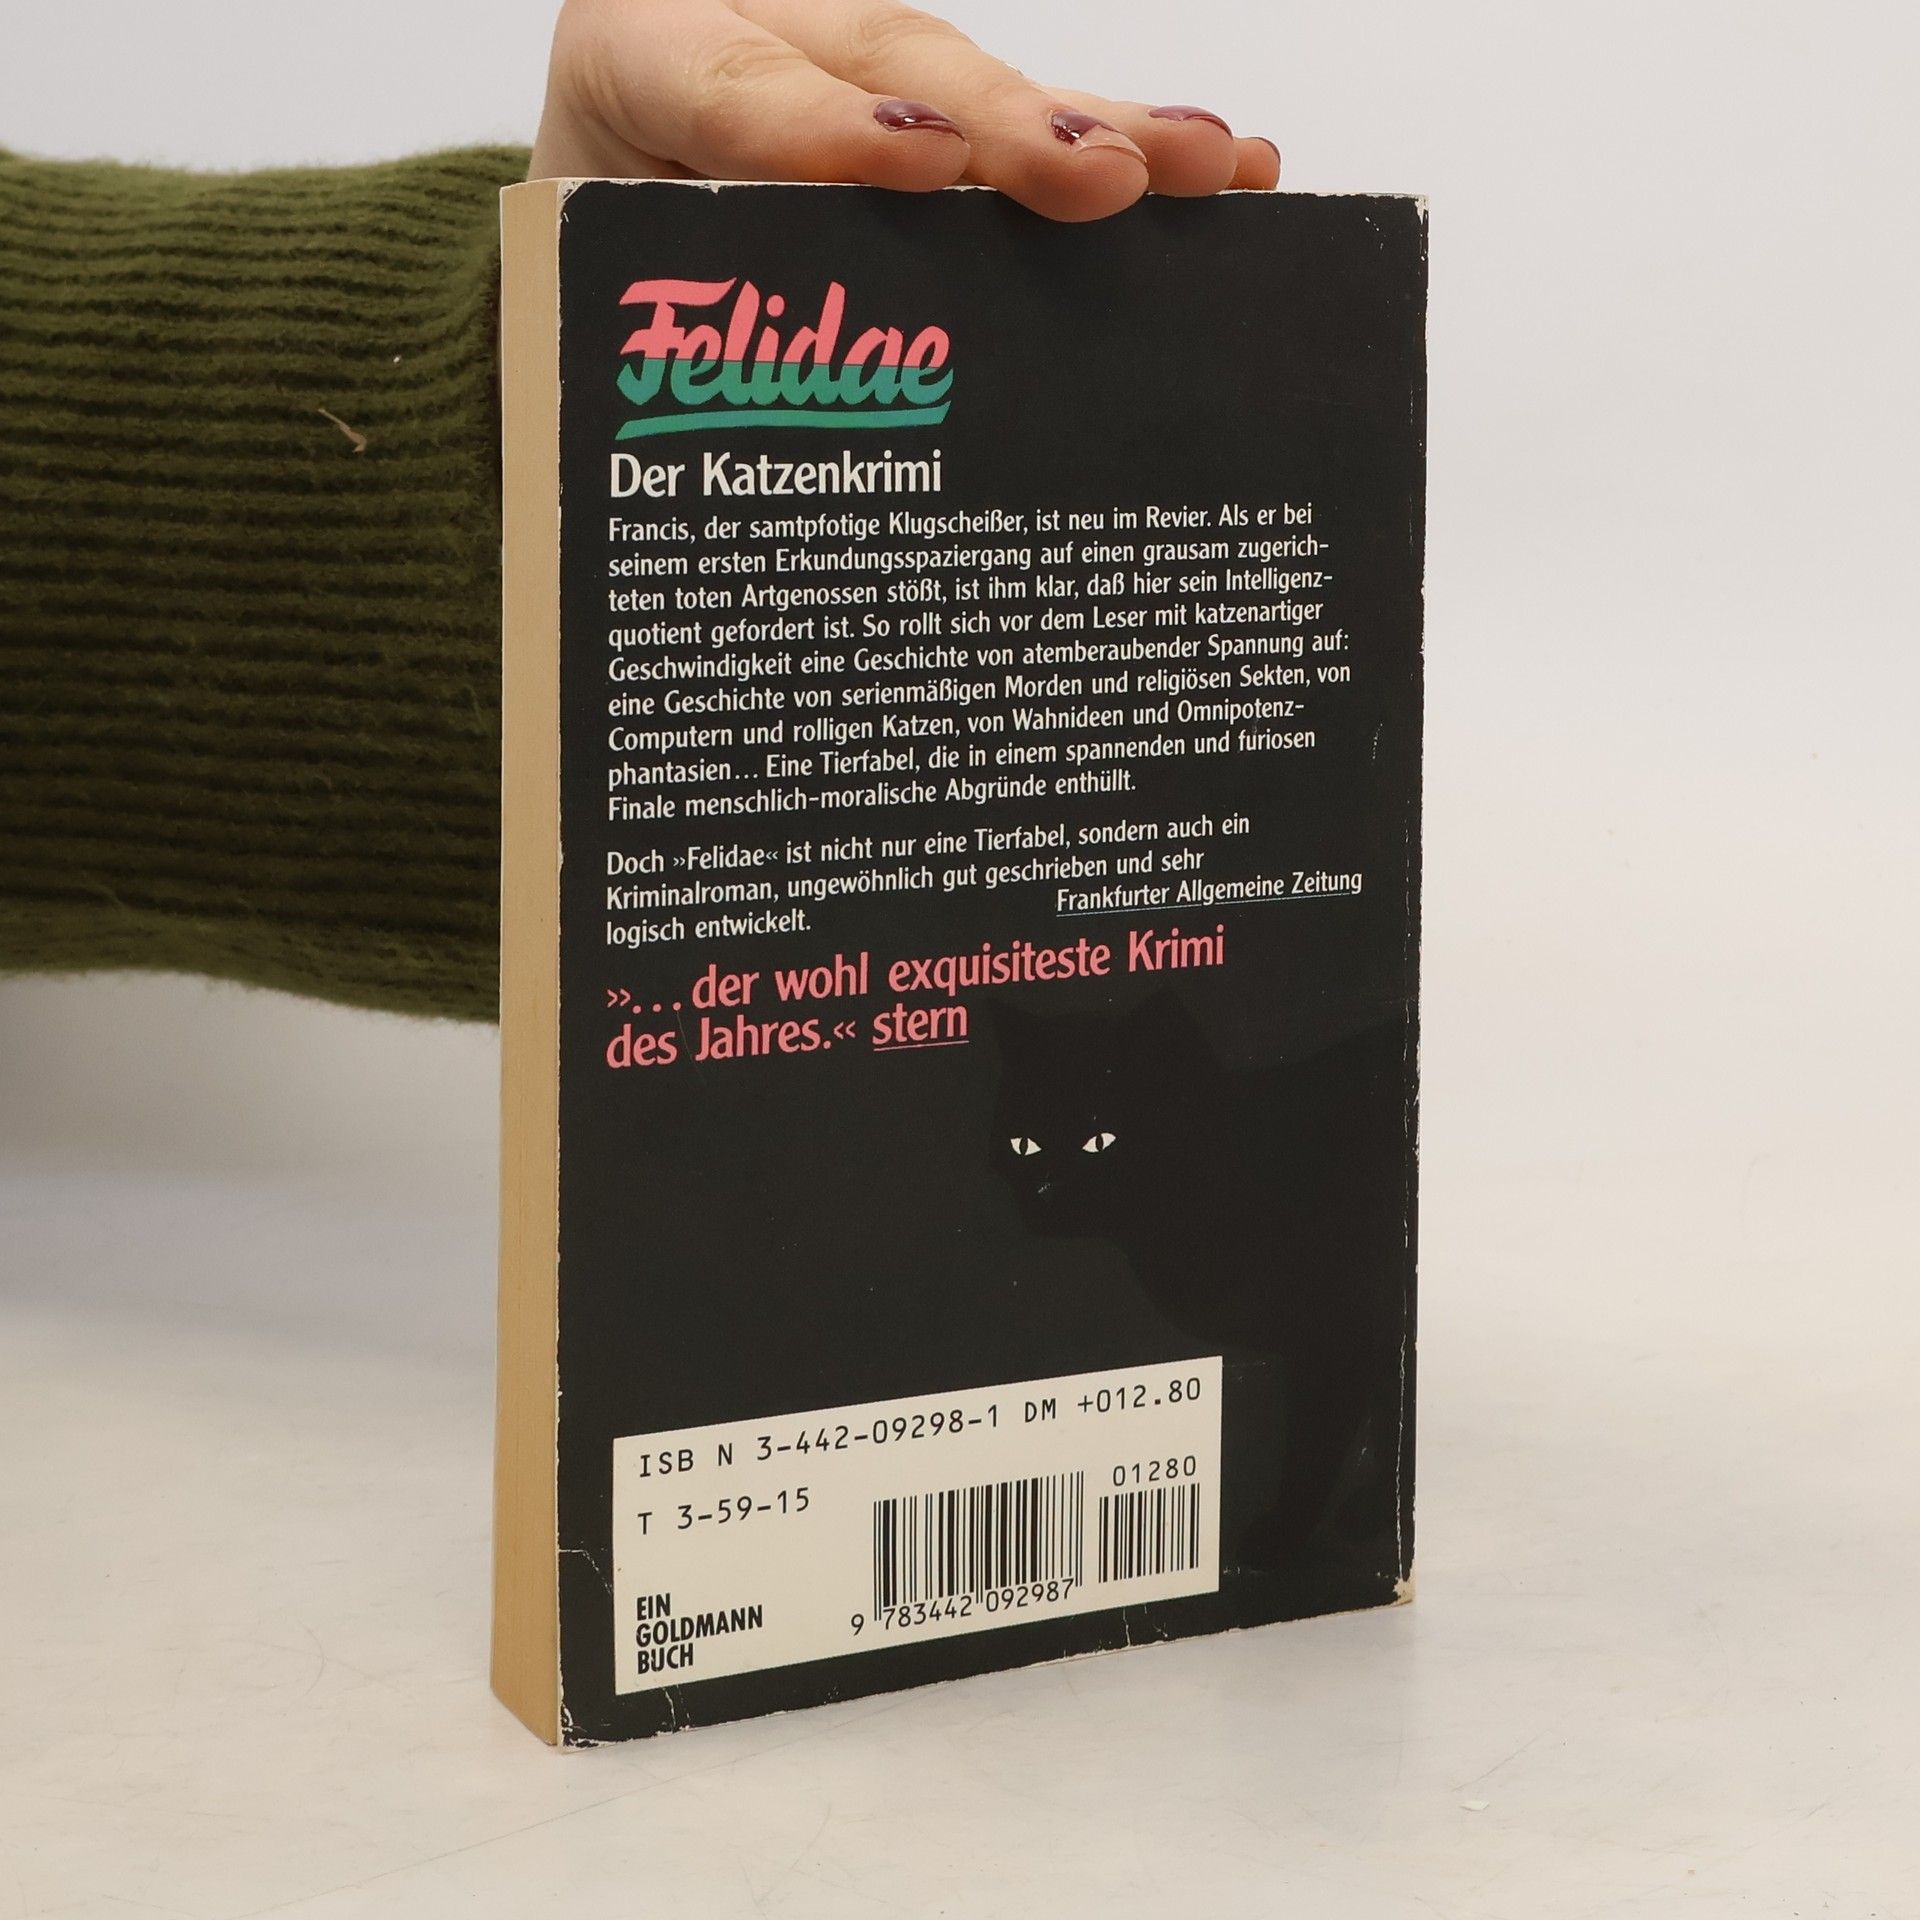 Felidae
Der Katzenkrimi
Francis, der samtpfotige Klugscheißer, ist neu im Revier. Als er bei
seinem ersten Erkundungsspaziergang auf einen grausam zugerich-
teten toten Artgenossen stößt, ist ihm klar, daß hier sein Intelligenz-
quotient gefordert ist. So rollt sich vor dem Leser mit katzenartiger
Geschwindigkeit eine Geschichte von atemberaubender Spannung auf:
eine Geschichte von serienmäßigen Morden und religiösen Sekten, von
Computern und rolligen Katzen, von Wahnideen und Omnipotenz-
phantasien... Eine Tierfabel, die in einem spannenden und furiosen
Finale menschlich-moralische Abgründe enthüllt.
Doch »Felidae« ist nicht nur eine Tierfabel, sondern auch ein
Kriminalroman, ungewöhnlich gut geschrieben und sehr
logisch entwickelt. Frankfurter Allgemeine Zeitung
»...der wohl exquisiteste Krimi
des Jahres.« stern
ISB N 3-442-09298-1 DM +012.80
T 3-59-15
01280
9 783442 092987
EIN
GOLDMANN
BUCH